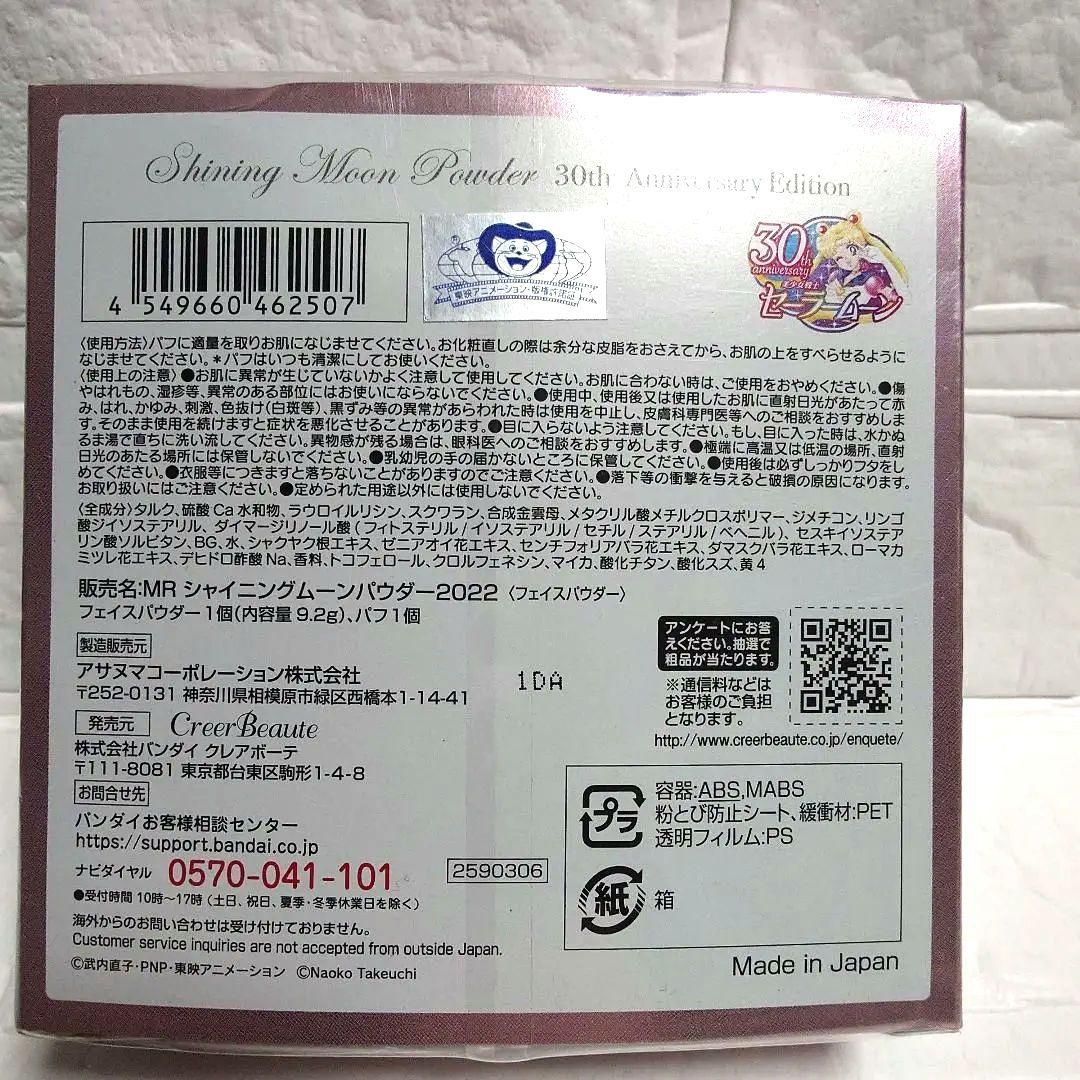 Shining Moon Powder 30th Anniversary Edition
4 549660 462507
東映アニメーション・版権許諾証
30th
anniversary
美少女戦士
セーラームーン
〈使用方法〉パフに適量を取りお肌になじませてください。お化粧直しの際は余分な皮脂をおさえてから、お肌の上をすべらせるように
なじませてください。*パフはいつも清潔にしてお使いください。
〈使用上の注意〉●お肌に異常が生じていないかよく注意して使用してください。お肌に合わない時は、ご使用をおやめください。●傷
やはれもの、湿疹等、異常のある部位にはお使いにならないでください。●使用中、使用後又は使用したお肌に直射日光があたって赤
み、はれ、かゆみ、刺激、色抜け(白斑等)、黒ずみ等の異常があらわれた時は使用を中止し、皮膚科専門医等へのご相談をおすすめしま
す。そのまま使用を続けますと症状を悪化させることがあります。●目に入らないよう注意してください。もし、目に入った時は、水かぬ
るま湯で直ちに洗い流してください。異物感が残る場合は、眼科医へのご相談をおすすめします。●極端に高温又は低温の場所、直射
日光のあたる場所には保管しないでください。●乳幼児の手の届かないところに保管してください。●使用後は必ずしっかりフタをし
めてください。●衣服等につきますと落ちないことがありますのでご注意ください。●落下等の衝撃を与えると破損の原因になります。
お取り扱いにはご注意ください。●定められた用途以外には使用しないでください。
〈全成分〉タルク、硫酸Ca水和物、ラウロイルリシン、スクワラン、合成金雲母、メタクリル酸メチルクロスポリマー、ジメチコン、リンゴ
酸ジイソステアリル、ダイマージリノール酸(フィトステリル/イソステアリル/セチル/ステアリル/ベヘニル)、セスキイソステア
リン酸ソルビタン、BG、水、シャクヤク根エキス、ゼニアオイ花エキス、センチフォリアバラ花エキス、ダマスクバラ花エキス、ローマカ
ミツレ花エキス、デヒドロ酢酸Na、香料、トコフェロール、クロルフェネシン、マイカ、酸化チタン、酸化スズ、黄4
販売名:MR シャイニングムーンパウダー2022〈フェイスパウダー〉
フェイスパウダー1個(内容量9.2g)、パフ1個
製造販売元
アサヌマコーポレーション株式会社
〒252-0131 神奈川県相模原市緑区西橋本1-14-41
1DA
発売元 CreerBeaute
株式会社バンダイ クレアボーテ
〒111-8081 東京都台東区駒形1-4-8
お問合せ先
バンダイお客様相談センター
https://support.bandai.co.jp
ナビダイヤル 0570-041-101
2590306
●受付時間 10時〜17時(土日、祝日、夏季・冬季休業日を除く)
海外からのお問い合わせは受け付けておりません。
Customer service inquiries are not accepted from outside Japan.
©武内直子・PNP・東映アニメーション ©Naoko Takeuchi
アンケートにお答
えください。抽選で
粗品が当たります。
※通信料などは
お客様のご負担
となります。
http://www.creerbeaute.co.jp/enquete/
プラ
容器:ABS,MABS
粉とび防止シート、緩衝材:PET
透明フィルム:PS
紙
箱
Made in Japan